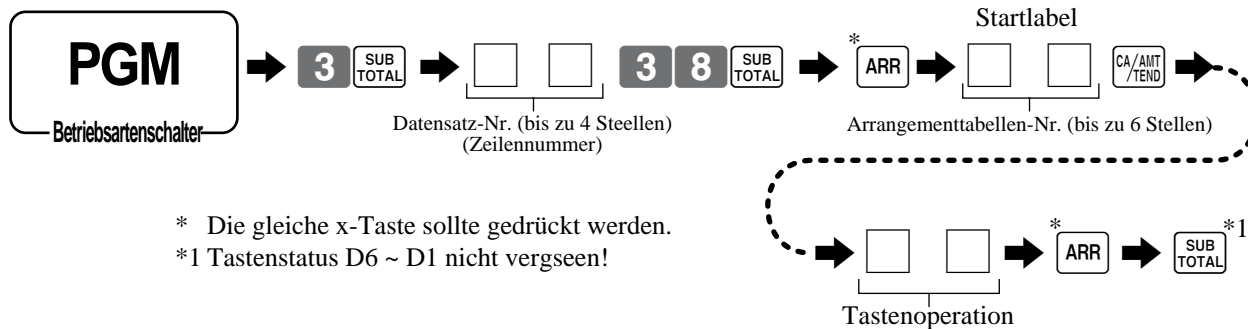 PGM
Betriebsartenschalter
3 SUB TOTAL
Datensatz-Nr. (bis zu 4 Steellen)
(Zeilennummer)
3 8 SUB TOTAL
* ARR
Startlabel
CA/AMT /TEND
Arrangementtabellen-Nr. (bis zu 6 Stellen)
* Die gleiche x-Taste sollte gedrückt werden.
*1 Tastenstatus D6 ~ D1 nicht vergseen!
* ARR
SUB TOTAL *1
Tastenoperation